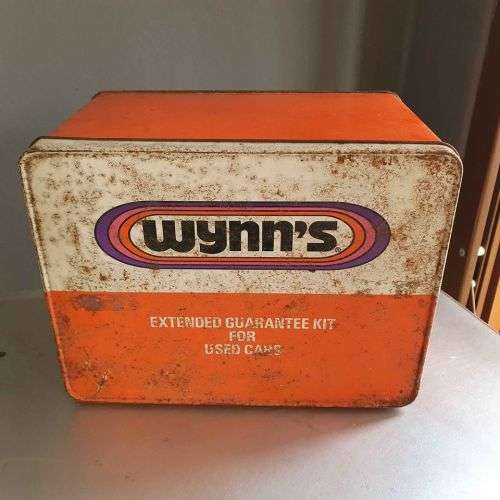 Wynn's
EXTENDED GUARANTEE KIT
FOR
USED CARS